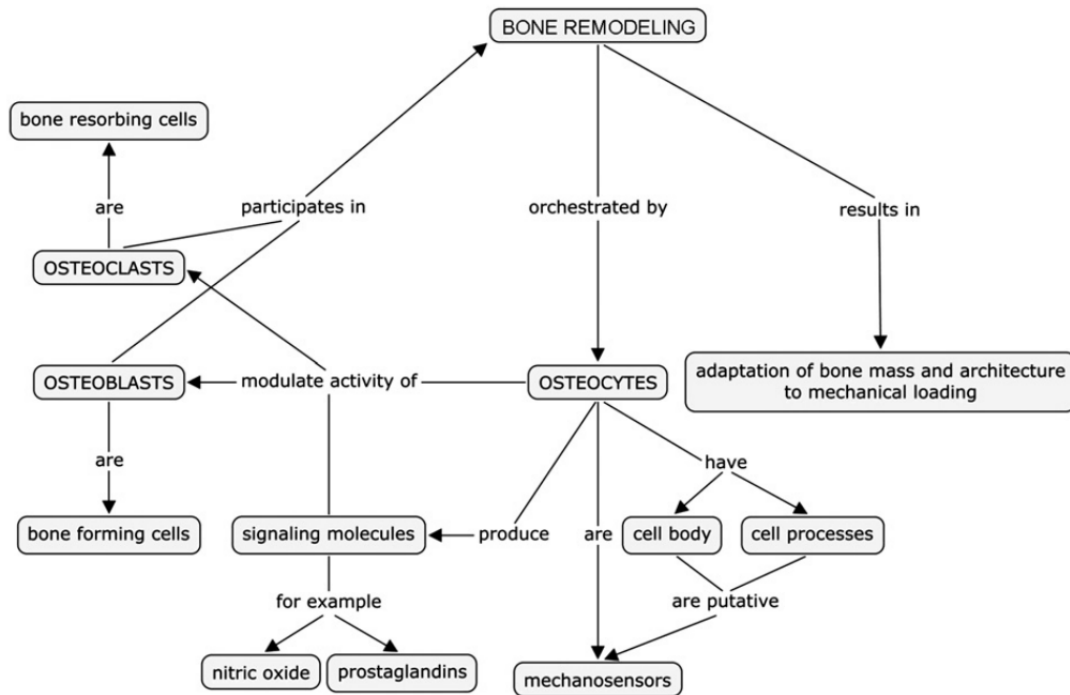 BONE REMODELING
bone resorbing cells
are
participates in
orchestrated by
results in
OSTEOCLASTS
OSTEOBLASTS
modulate activity of
OSTEOCYTES
adaptation of bone mass and architecture
to mechanical loading
are
have
bone forming cells
signaling molecules
produce
are
cell body
cell processes
for example
are putative
nitric oxide
prostaglandins
mechanosensors